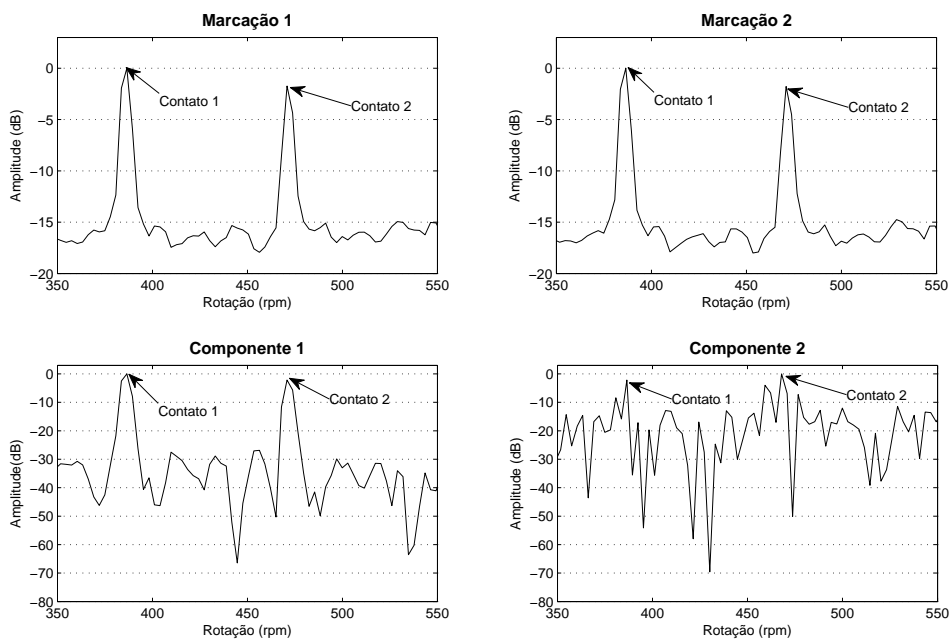 Marcação 1
Amplitude (dB)
0
−5
−10
−15
−20
Contato 1
Contato 2
350 400 450 500 550
Rotação (rpm)
Marcação 2
Amplitude (dB)
0
−5
−10
−15
−20
Contato 1
Contato 2
350 400 450 500 550
Rotação (rpm)
Componente 1
Amplitude(dB)
0
−10
−20
−30
−40
−50
−60
−70
−80
Contato 1
Contato 2
350 400 450 500 550
Rotação (rpm)
Componente 2
Amplitude (dB)
0
−10
−20
−30
−40
−50
−60
−70
−80
Contato 1
Contato 2
350 400 450 500 550
Rotação (rpm)